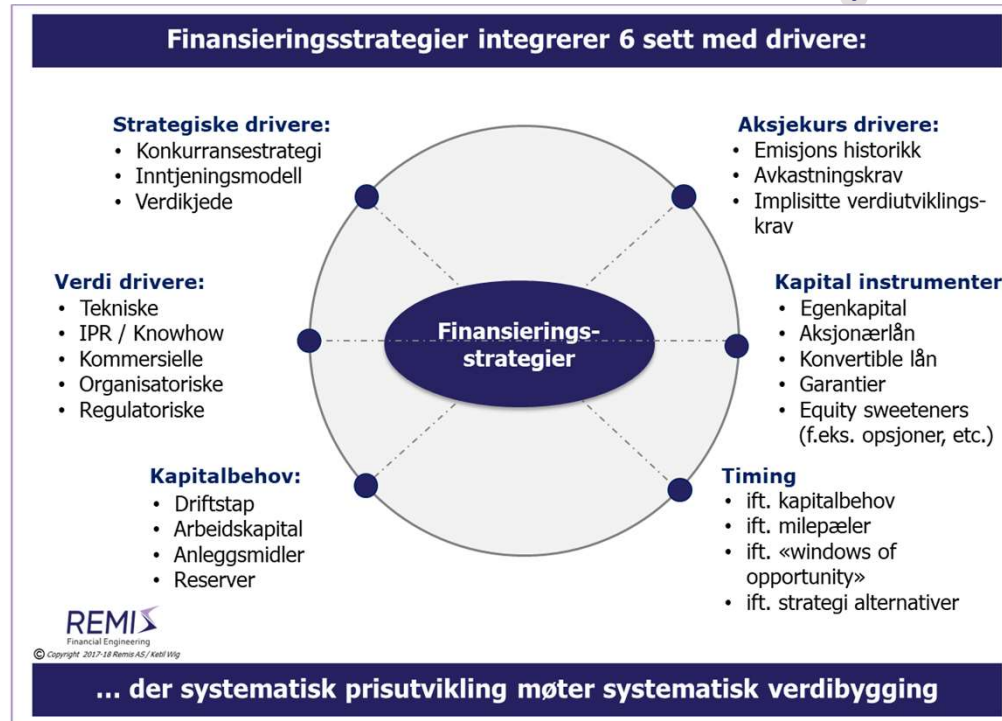 Finansieringsstrategier integrerer 6 sett med drivere:
Strategiske drivere:
• Konkurransestrategi
• Inntjeningsmodell
• Verdikjede
Aksjekurs drivere:
• Emisjons historikk
• Avkastningskrav
• Implisitte verdiutviklings-
krav
Verdi drivere:
• Tekniske
• IPR / Knowhow
• Kommersielle
• Organisatoriske
• Regulatoriske
Finansierings-
strategier
Kapital instrumenter
• Egenkapital
• Aksjonærlån
• Konvertible lån
• Garantier
• Equity sweeteners
(f.eks. opsjoner, etc.)
Kapitalbehov:
• Driftstap
• Arbeidskapital
• Anleggsmidler
• Reserver
Timing
• ift. kapitalbehov
• ift. milepæler
• ift. «windows of
opportunity»
• ift. strategi alternativer
REMIS
Financial Engineering
© Copyright 2017-18 Remis AS / Ketil Wig
... der systematisk prisutvikling møter systematisk verdibygging